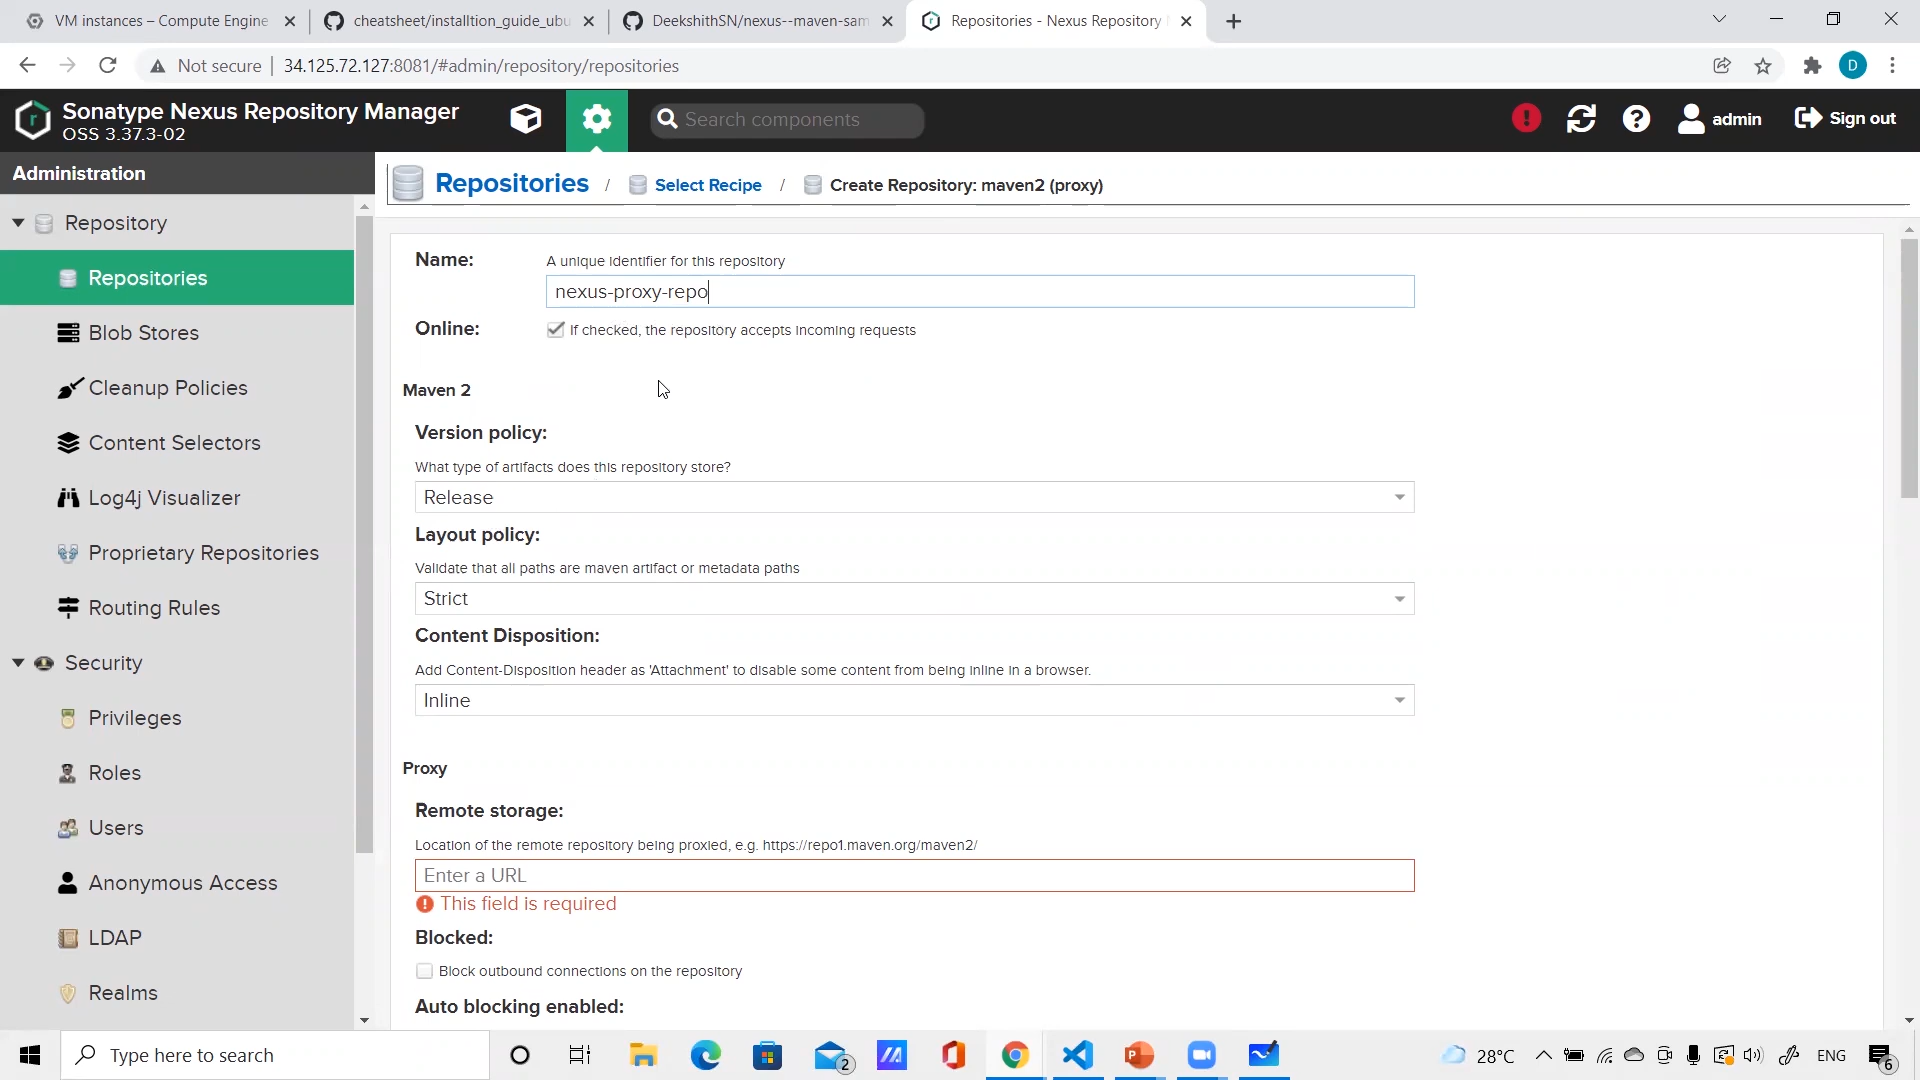 VM instances – Compute Engine
cheatsheet/installtion_guide_ubu
DeekshithSN/nexus--maven-sam
Repositories - Nexus Repository
Not secure
34.125.72.127:8081/#admin/repository/repositories
D
Sonatype Nexus Repository Manager
OSS 3.37.3-02
Search components
admin
Sign out
Administration
Repositories / Select Recipe / Create Repository: maven2 (proxy)
Repository
Repositories
Blob Stores
Cleanup Policies
Content Selectors
Log4j Visualizer
Proprietary Repositories
Routing Rules
Security
Privileges
Roles
Users
Anonymous Access
LDAP
Realms
Name:
A unique identifier for this repository
nexus-proxy-repo
Online:
If checked, the repository accepts incoming requests
Maven 2
Version policy:
What type of artifacts does this repository store?
Release
Layout policy:
Validate that all paths are maven artifact or metadata paths
Strict
Content Disposition:
Add Content-Disposition header as 'Attachment' to disable some content from being inline in a browser.
Inline
Proxy
Remote storage:
Location of the remote repository being proxied, e.g. https://repo1.maven.org/maven2/
Enter a URL
This field is required
Blocked:
Block outbound connections on the repository
Auto blocking enabled:
Type here to search
2
28°C
ENG
6